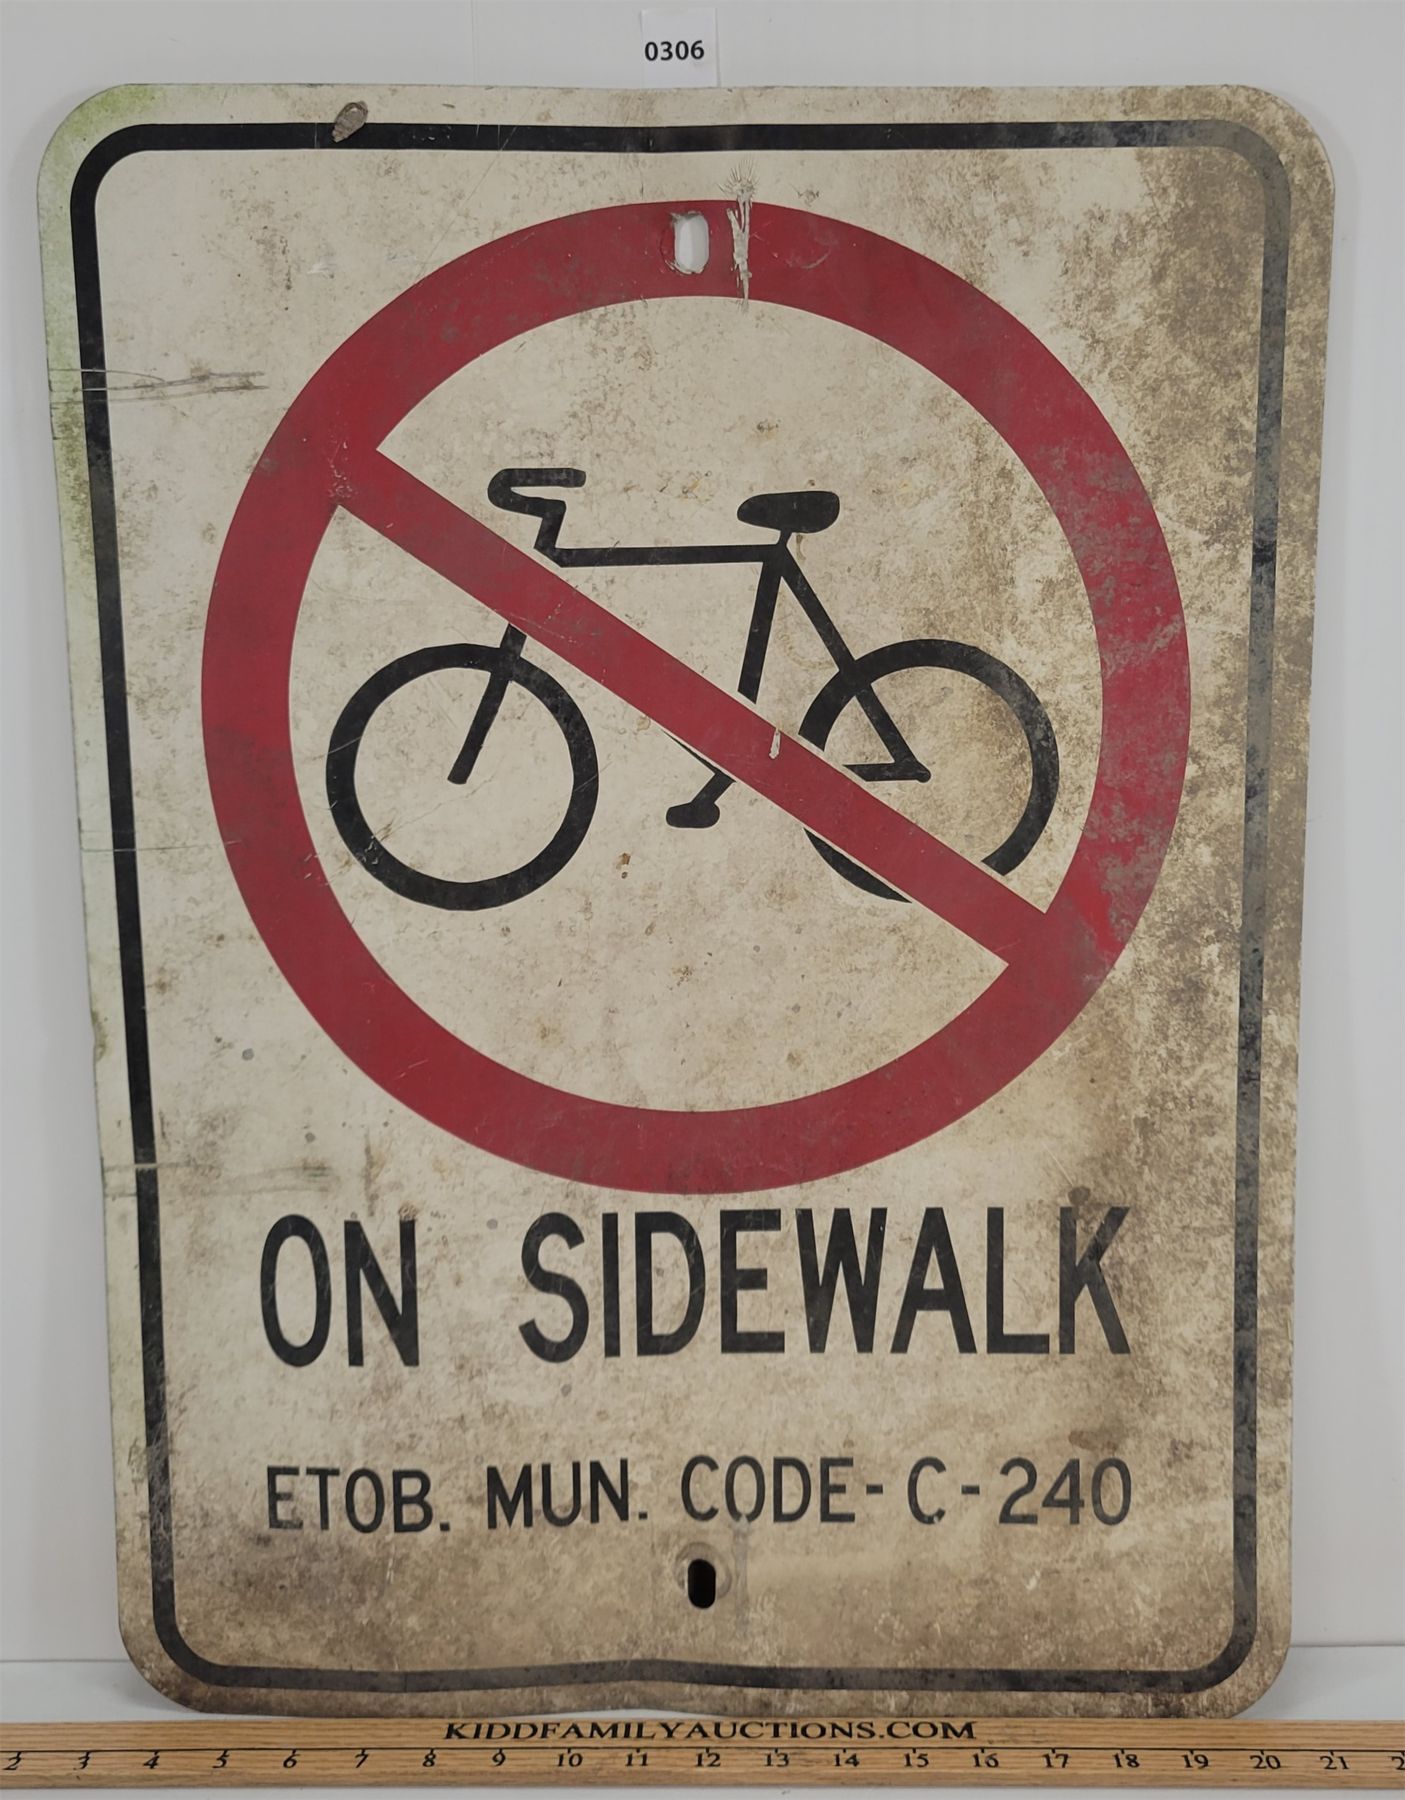 0306
ON SIDEWALK
ETOB. MUN. CODE - C - 240
KIDDFAMILYAUCTIONS.COM
2 3 4 5 6 7 8 9 10 11 12 13 14 15 16 17 18 19 20 21